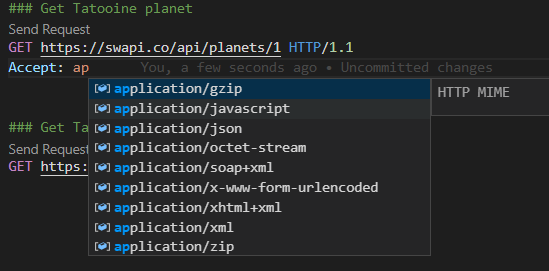 ### Get Tatooine planet
Send Request
GET https://swapi.co/api/planets/1 HTTP/1.1
Accept: ap You, a few seconds ago • Uncommitted changes
application/gzip HTTP MIME
application/javascript
application/json
application/octet-stream
application/soap+xml
application/x-www-form-urlencoded
application/xhtml+xml
application/xml
application/zip
### Get Ta
Send Request
GET https: